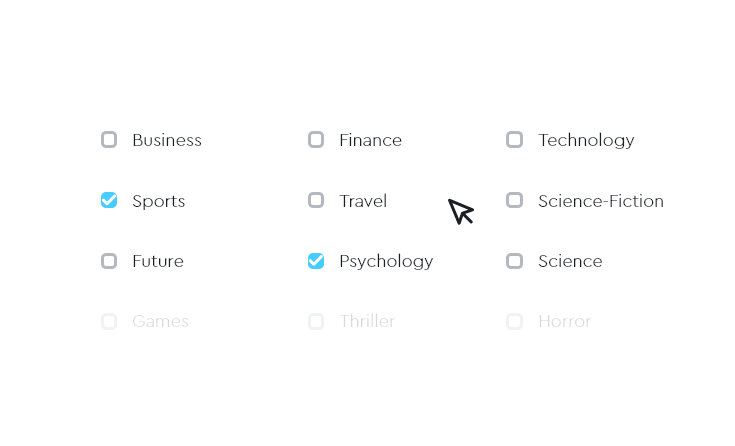 Business Finance Technology
Sports Travel Science-Fiction
Future Psychology Science
Games Thriller Horror